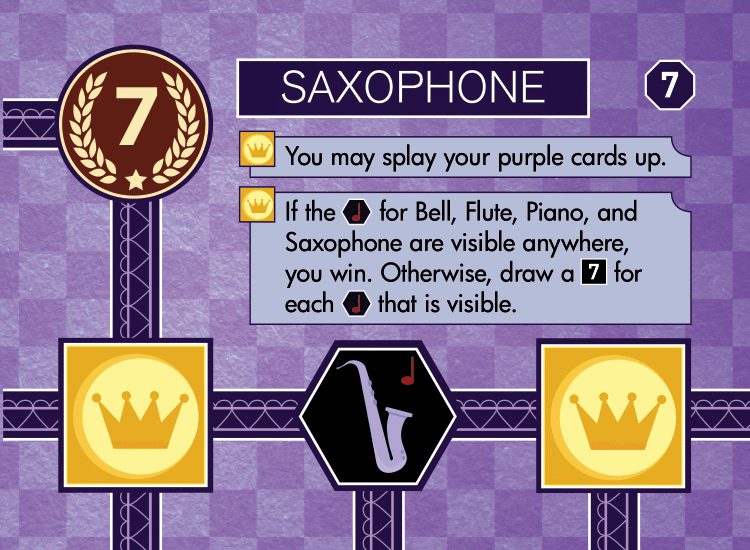 7
SAXOPHONE
7
You may splay your purple cards up.
If the for Bell, Flute, Piano, and
Saxophone are visible anywhere,
you win. Otherwise, draw a 7 for
each that is visible.